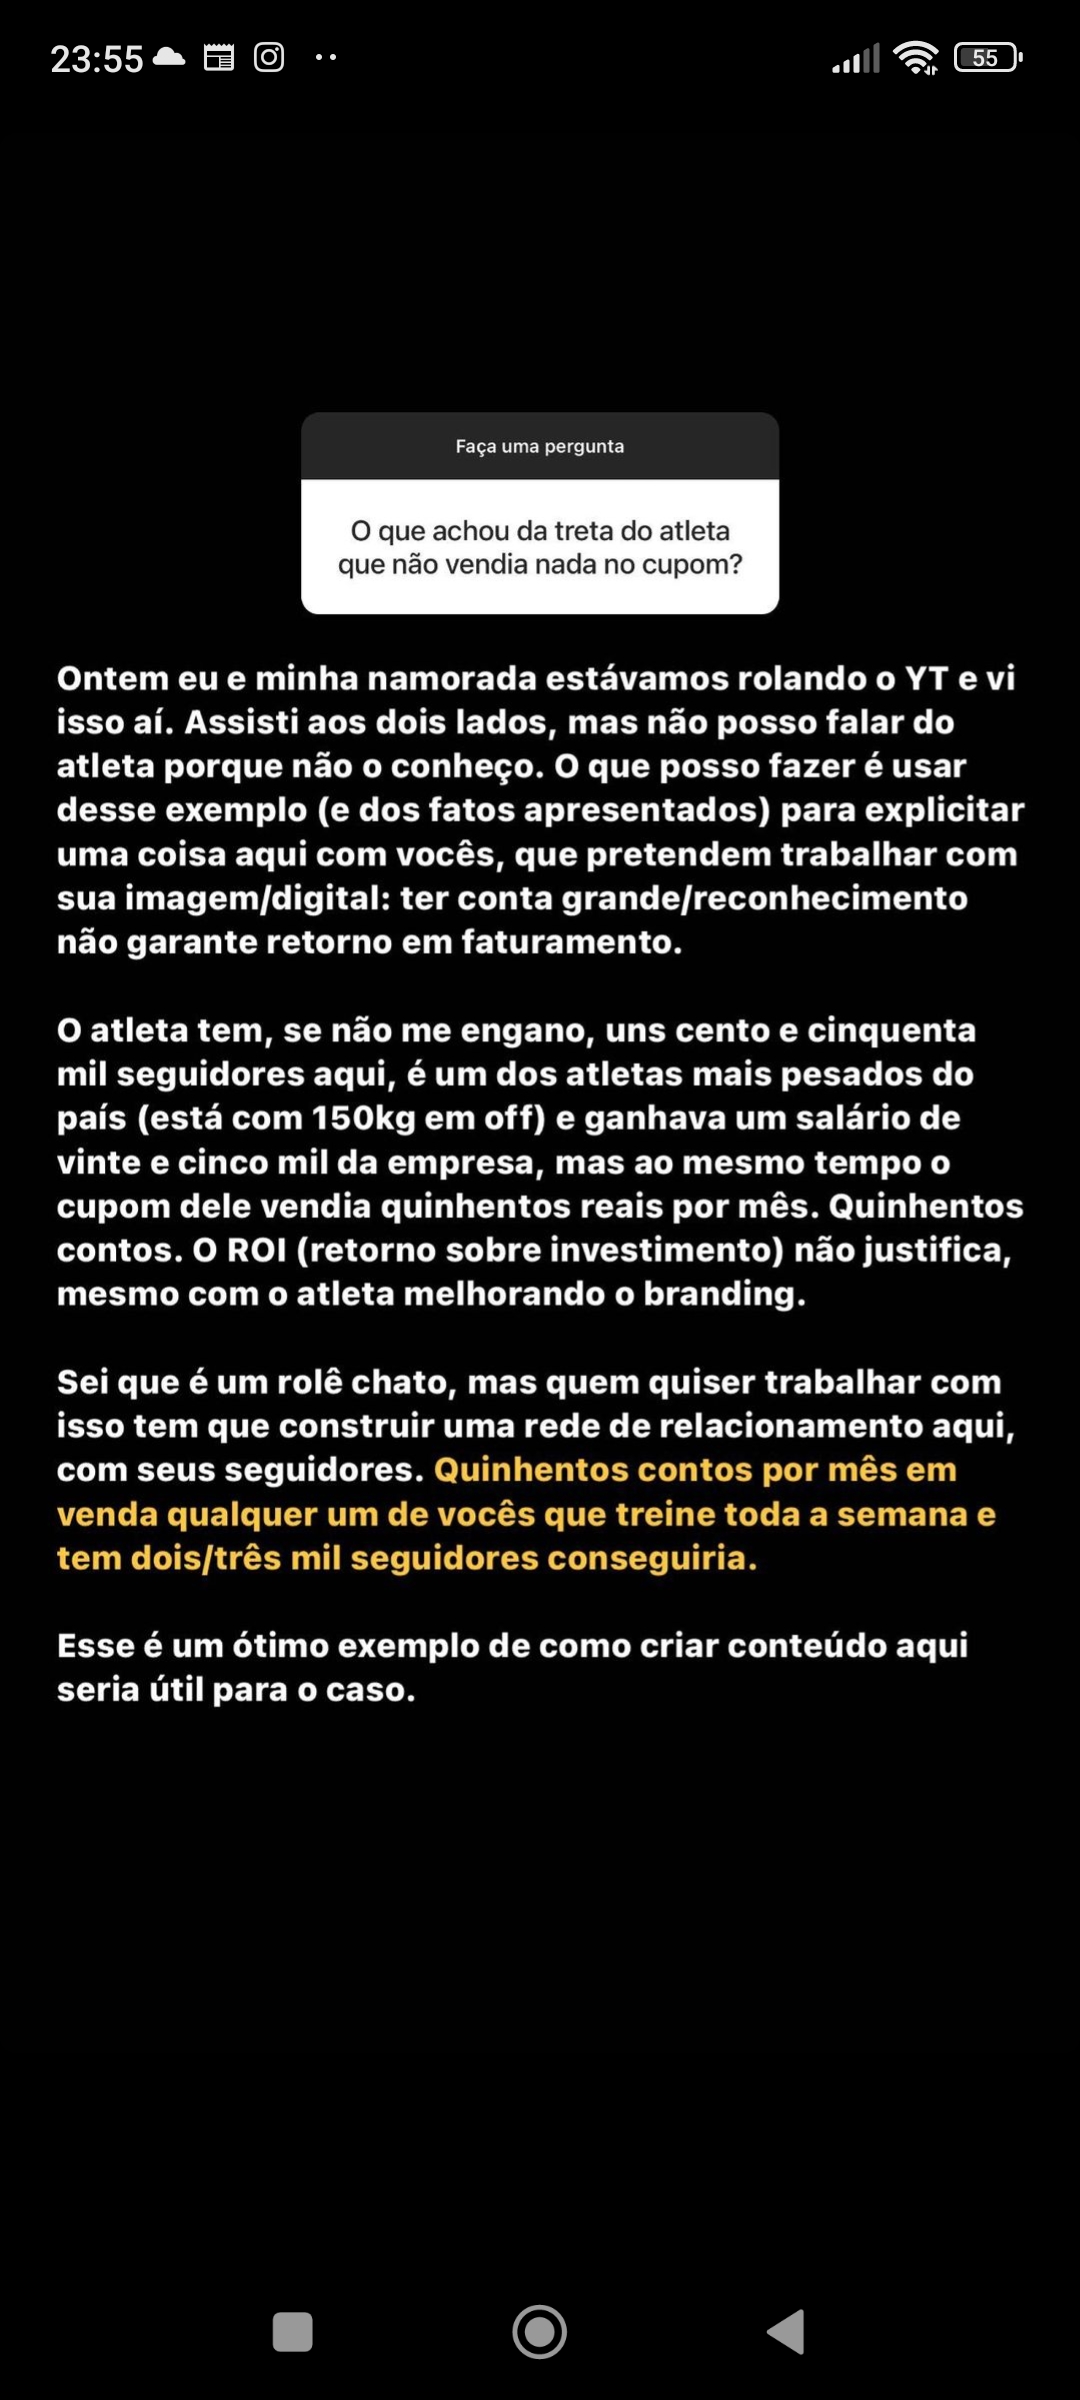 23:55
55
Faça uma pergunta
O que achou da treta do atleta
que não vendia nada no cupom?
Ontem eu e minha namorada estávamos rolando o YT e vi
isso aí. Assisti aos dois lados, mas não posso falar do
atleta porque não o conheço. O que posso fazer é usar
desse exemplo (e dos fatos apresentados) para explicitar
uma coisa aqui com vocês, que pretendem trabalhar com
sua imagem/digital: ter conta grande/reconhecimento
não garante retorno em faturamento.
O atleta tem, se não me engano, uns cento e cinquenta
mil seguidores aqui, é um dos atletas mais pesados do
país (está com 150kg em off) e ganhava um salário de
vinte e cinco mil da empresa, mas ao mesmo tempo o
cupom dele vendia quinhentos reais por mês. Quinhentos
contos. O ROI (retorno sobre investimento) não justifica,
mesmo com o atleta melhorando o branding.
Sei que é um rolê chato, mas quem quiser trabalhar com
isso tem que construir uma rede de relacionamento aqui,
com seus seguidores. Quinhentos contos por mês em
venda qualquer um de vocês que treine toda a semana e
tem dois/três mil seguidores conseguiria.
Esse é um ótimo exemplo de como criar conteúdo aqui
seria útil para o caso.